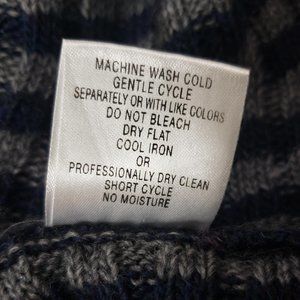 MACHINE WASH COLD
GENTLE CYCLE
SEPARATELY OR WITH LIKE COLORS
DO NOT BLEACH
DRY FLAT
COOL IRON
OR
PROFESSIONALLY DRY CLEAN
SHORT CYCLE
NO MOISTURE